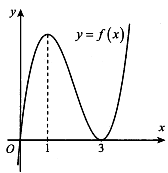 y
y = f(x)
x
O
1
3